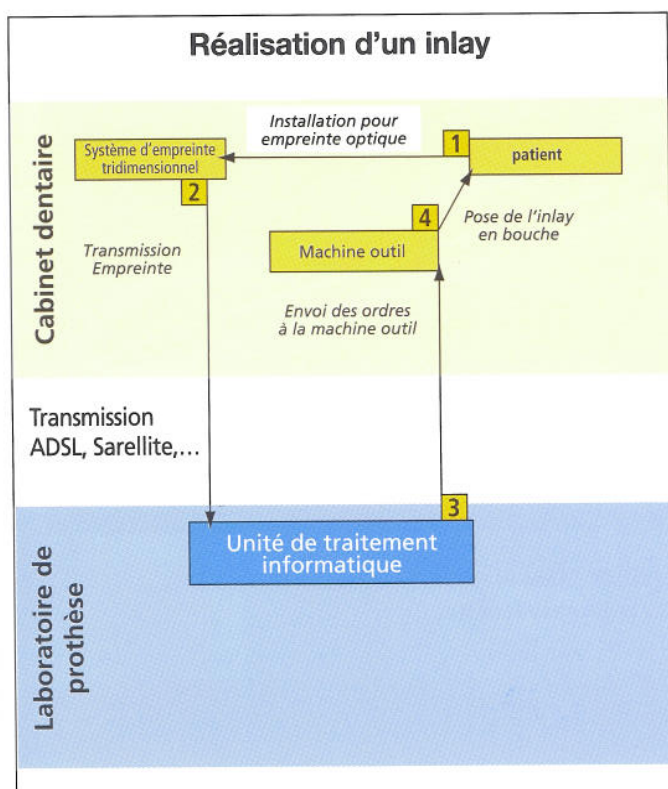 Réalisation d'un inlay
Cabinet dentaire
Installation pour
empreinte optique
Système d'empreinte
tridimensionnel
1
patient
2
4
Transmission
Empreinte
Machine outil
Pose de l'inlay
en bouche
Envoi des ordres
à la machine outil
Transmission
ADSL, Sarellite,...
Laboratoire de
prothèse
3
Unité de traitement
informatique